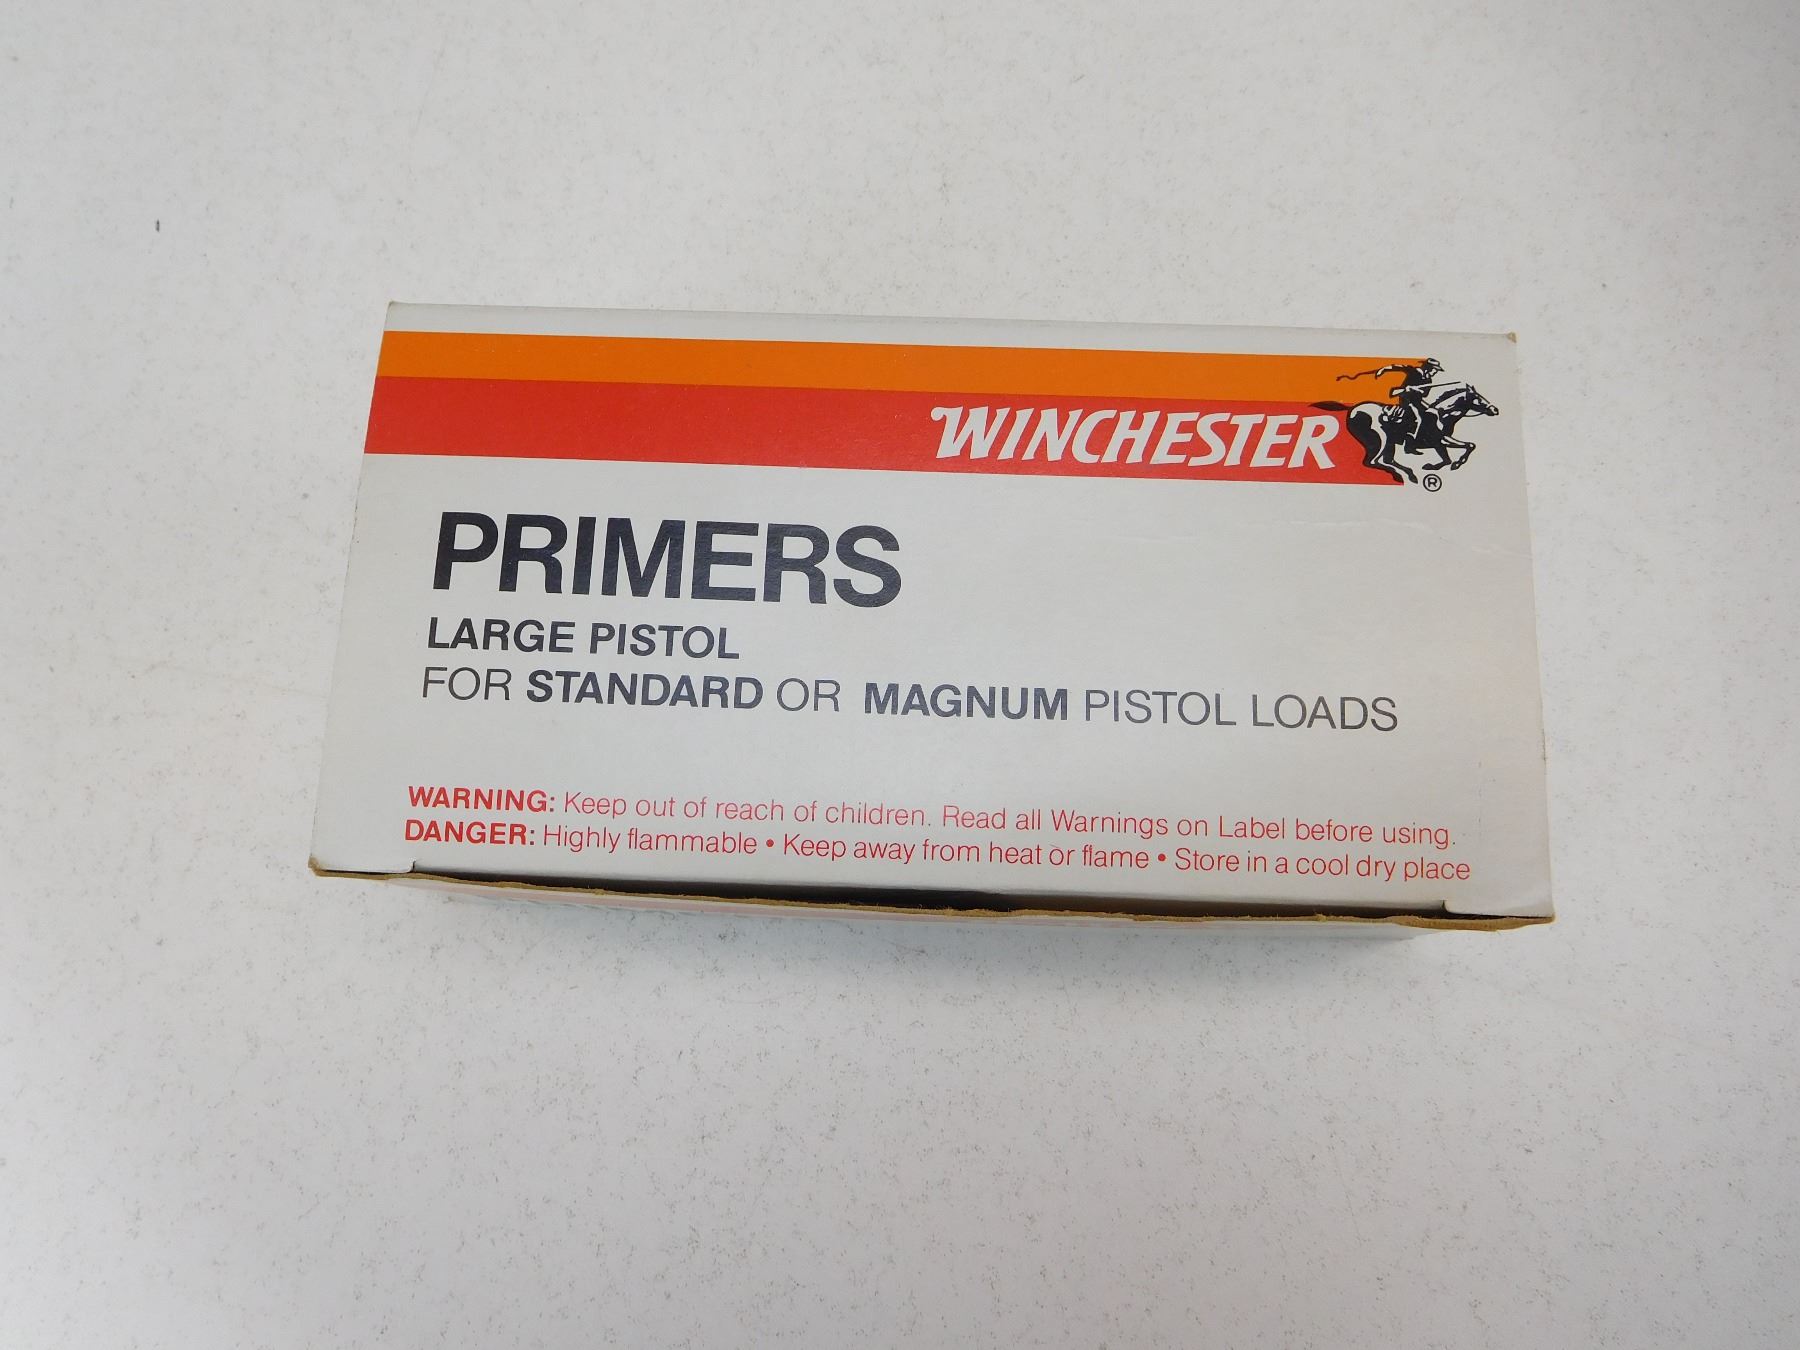 WINCHESTER
®
PRIMERS
LARGE PISTOL
FOR STANDARD OR MAGNUM PISTOL LOADS
WARNING: Keep out of reach of children. Read all Warnings on Label before using.
DANGER: Highly flammable • Keep away from heat or flame • Store in a cool dry place